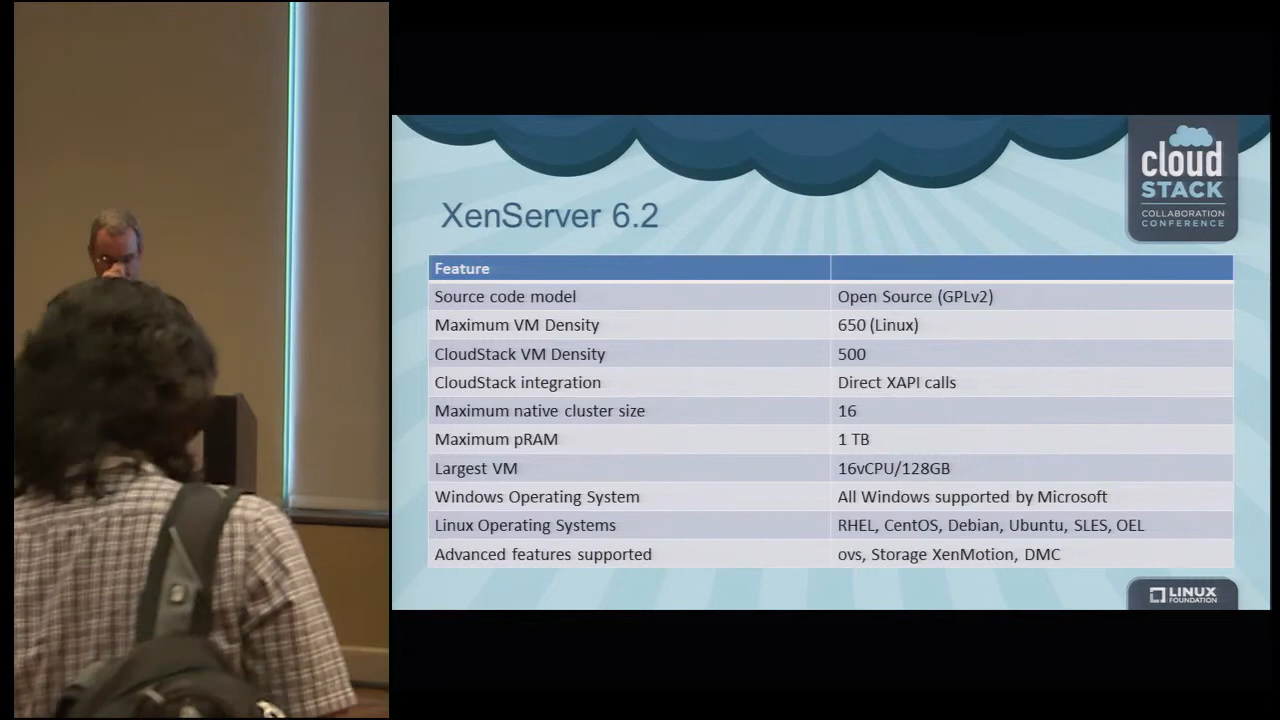 cloud
STACK
COLLABORATION
CONFERENCE
XenServer 6.2
Feature
Source code model Open Source (GPLv2)
Maximum VM Density 650 (Linux)
CloudStack VM Density 500
CloudStack integration Direct XAPI calls
Maximum native cluster size 16
Maximum pRAM 1 TB
Largest VM 16vCPU/128GB
Windows Operating System All Windows supported by Microsoft
Linux Operating Systems RHEL, CentOS, Debian, Ubuntu, SLES, OEL
Advanced features supported ovs, Storage XenMotion, DMC
LINUX
FOUNDATION